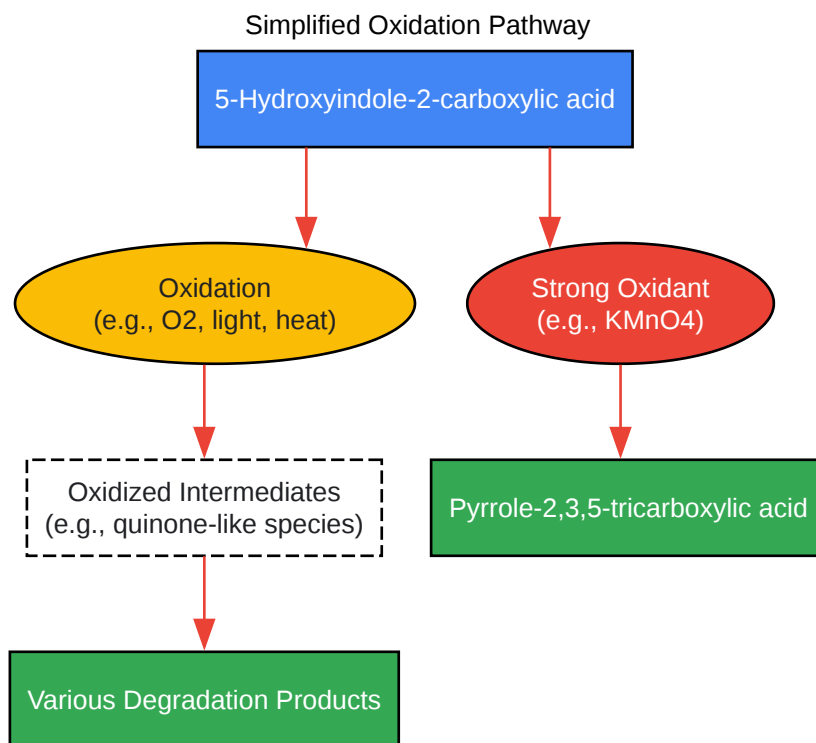 Simplified Oxidation Pathway
5-Hydroxyindole-2-carboxylic acid
Oxidation
(e.g., O2, light, heat)
Strong Oxidant
(e.g., KMnO4)
Oxidized Intermediates
(e.g., quinone-like species)
Pyrrole-2,3,5-tricarboxylic acid
Various Degradation Products